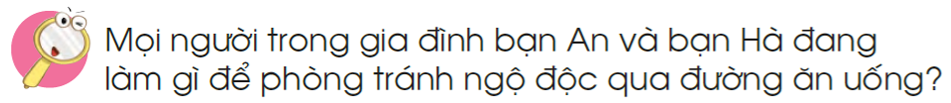 Mọi người trong gia đình bạn An và bạn Hà đang
làm gì để phòng tránh ngộ độc qua đường ăn uống?